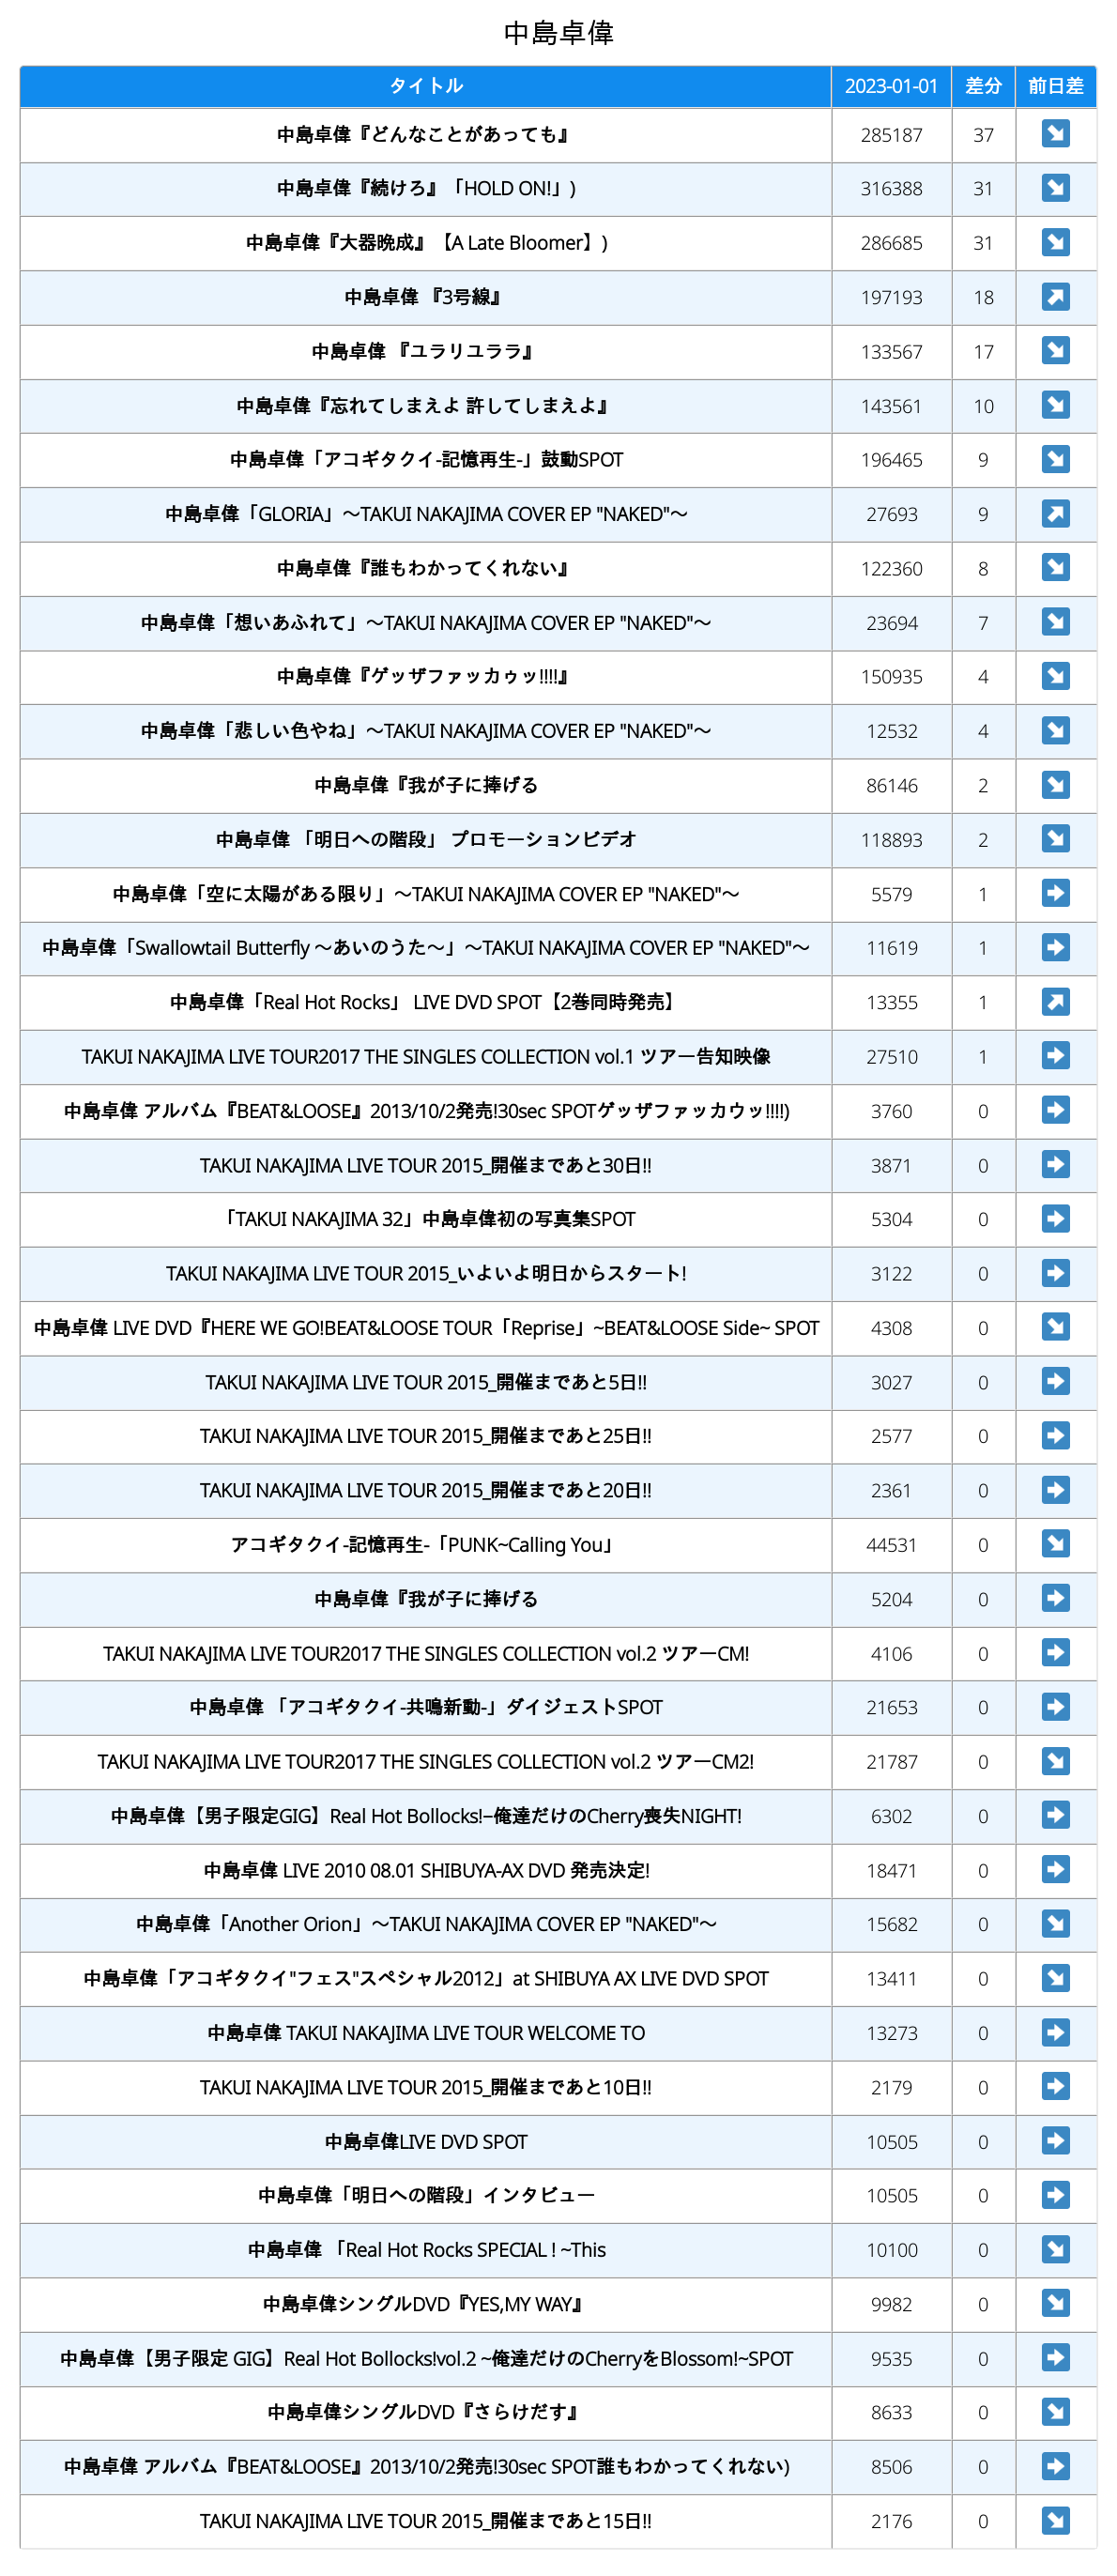 中島卓偉
タイトル 2023-01-01 差分 前日差
中島卓偉『どんなことがあっても』 285187 37 ↘
中島卓偉『続けろ』「HOLD ON!」) 316388 31 ↘
中島卓偉『大器晩成』【A Late Bloomer】) 286685 31 ↘
中島卓偉 『3号線』 197193 18 ↗
中島卓偉 『ユラリユララ』 133567 17 ↘
中島卓偉『忘れてしまえよ 許してしまえよ』 143561 10 ↘
中島卓偉「アコギタクイ-記憶再生-」鼓動SPOT 196465 9 ↘
中島卓偉「GLORIA」〜TAKUI NAKAJIMA COVER EP "NAKED"〜 27693 9 ↗
中島卓偉『誰もわかってくれない』 122360 8 ↘
中島卓偉「想いあふれて」〜TAKUI NAKAJIMA COVER EP "NAKED"〜 23694 7 ↘
中島卓偉『ゲッザファッカゥッ!!!!』 150935 4 ↘
中島卓偉「悲しい色やね」〜TAKUI NAKAJIMA COVER EP "NAKED"〜 12532 4 ↘
中島卓偉『我が子に捧げる 86146 2 ↘
中島卓偉 「明日への階段」 プロモーションビデオ 118893 2 ↘
中島卓偉「空に太陽がある限り」〜TAKUI NAKAJIMA COVER EP "NAKED"〜 5579 1 ➡
中島卓偉「Swallowtail Butterfly 〜あいのうた〜」〜TAKUI NAKAJIMA COVER EP "NAKED"〜 11619 1 ➡
中島卓偉「Real Hot Rocks」 LIVE DVD SPOT【2巻同時発売】 13355 1 ↗
TAKUI NAKAJIMA LIVE TOUR2017 THE SINGLES COLLECTION vol.1 ツアー告知映像 27510 1 ➡
中島卓偉 アルバム『BEAT&LOOSE』2013/10/2発売!30sec SPOTゲッザファッカウッ!!!!) 3760 0 ➡
TAKUI NAKAJIMA LIVE TOUR 2015_開催まであと30日!! 3871 0 ➡
「TAKUI NAKAJIMA 32」中島卓偉初の写真集SPOT 5304 0 ➡
TAKUI NAKAJIMA LIVE TOUR 2015_いよいよ明日からスタート! 3122 0 ➡
中島卓偉 LIVE DVD『HERE WE GO!BEAT&LOOSE TOUR「Reprise」~BEAT&LOOSE Side~ SPOT 4308 0 ↘
TAKUI NAKAJIMA LIVE TOUR 2015_開催まであと5日!! 3027 0 ➡
TAKUI NAKAJIMA LIVE TOUR 2015_開催まであと25日!! 2577 0 ➡
TAKUI NAKAJIMA LIVE TOUR 2015_開催まであと20日!! 2361 0 ➡
アコギタクイ-記憶再生-「PUNK~Calling You」 44531 0 ↘
中島卓偉『我が子に捧げる 5204 0 ➡
TAKUI NAKAJIMA LIVE TOUR2017 THE SINGLES COLLECTION vol.2 ツアーCM! 4106 0 ➡
中島卓偉 「アコギタクイ-共鳴新動-」ダイジェストSPOT 21653 0 ➡
TAKUI NAKAJIMA LIVE TOUR2017 THE SINGLES COLLECTION vol.2 ツアーCM2! 21787 0 ↘
中島卓偉【男子限定GIG】Real Hot Bollocks!−俺達だけのCherry喪失NIGHT! 6302 0 ➡
中島卓偉 LIVE 2010 08.01 SHIBUYA-AX DVD 発売決定! 18471 0 ➡
中島卓偉「Another Orion」〜TAKUI NAKAJIMA COVER EP "NAKED"〜 15682 0 ↘
中島卓偉「アコギタクイ"フェス"スペシャル2012」at SHIBUYA AX LIVE DVD SPOT 13411 0 ↘
中島卓偉 TAKUI NAKAJIMA LIVE TOUR WELCOME TO 13273 0 ➡
TAKUI NAKAJIMA LIVE TOUR 2015_開催まであと10日!! 2179 0 ➡
中島卓偉LIVE DVD SPOT 10505 0 ➡
中島卓偉「明日への階段」インタビュー 10505 0 ➡
中島卓偉 「Real Hot Rocks SPECIAL ! ~This 10100 0 ↘
中島卓偉シングルDVD『YES,MY WAY』 9982 0 ↘
中島卓偉【男子限定 GIG】Real Hot Bollocks!vol.2 ~俺達だけのCherryをBlossom!~SPOT 9535 0 ➡
中島卓偉シングルDVD『さらけだす』 8633 0 ↘
中島卓偉 アルバム『BEAT&LOOSE』2013/10/2発売!30sec SPOT誰もわかってくれない) 8506 0 ➡
TAKUI NAKAJIMA LIVE TOUR 2015_開催まであと15日!! 2176 0 ↘